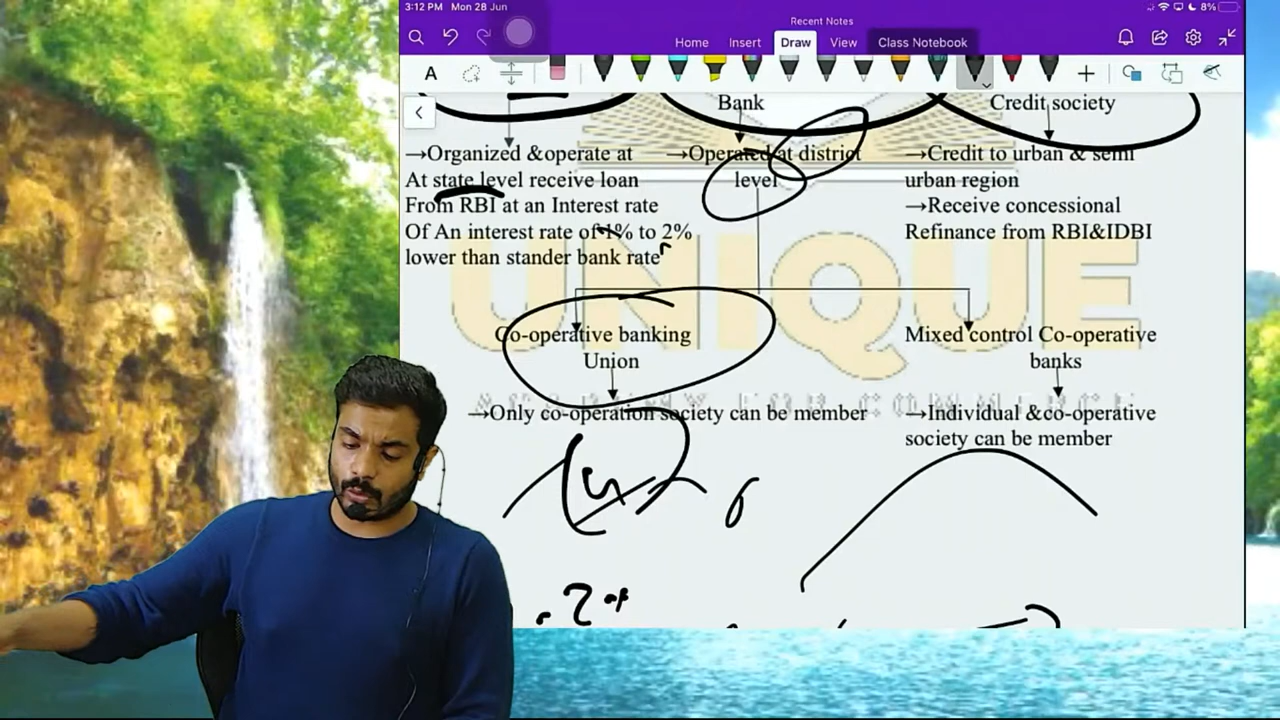 3:12 PM Mon 28 Jun
8%
Recent Notes
Home Insert Draw View Class Notebook
A
Bank
Credit society
→Organized &operate at
At state level receive loan
From RBI at an Interest rate
Of An interest rate of 1% to 2%
lower than stander bank rate
→Operated at district
level
→Credit to urban & semi
urban region
→Receive concessional
Refinance from RBI&IDBI
UNIQUE
ACADEMY FOR COMMERCE
Co-operative banking
Union
→Only co-operation society can be member
Mixed control Co-operative
banks
→Individual &co-operative
society can be member